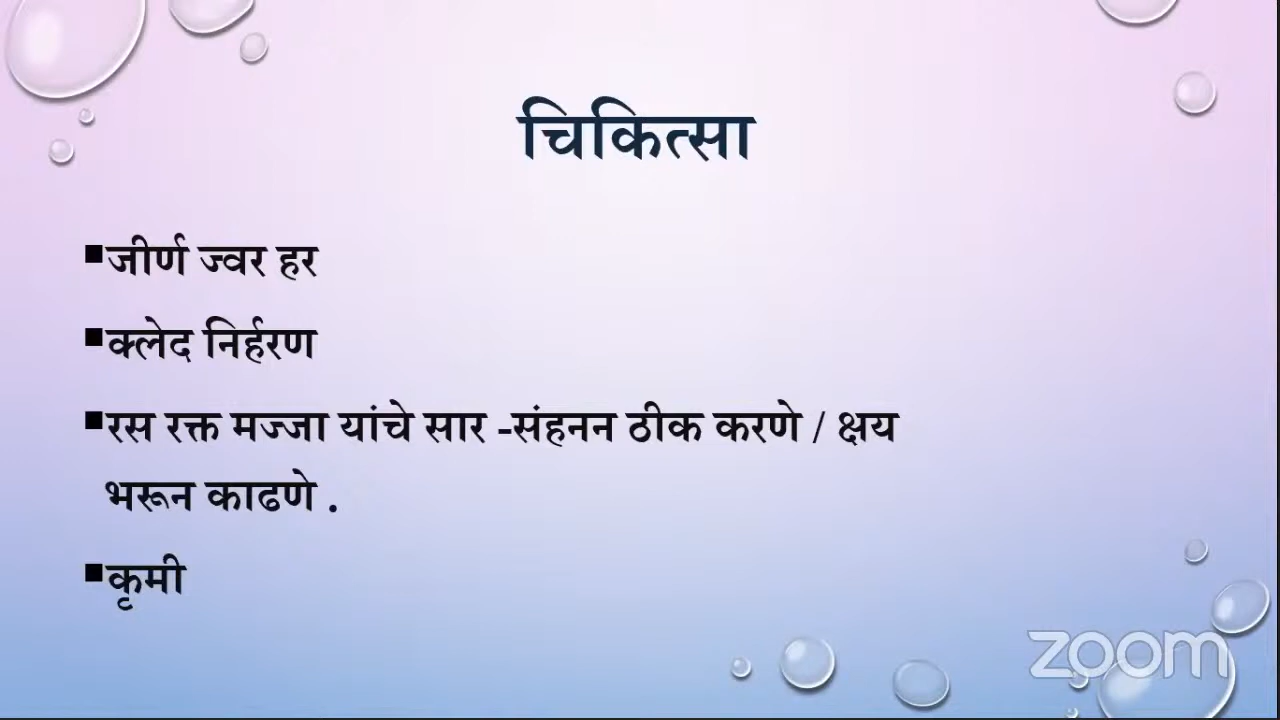 चिकित्सा
▪जीर्ण ज्वर हर
▪क्लेद निर्हरण
▪रस रक्त मज्जा यांचे सार -संहनन ठीक करणे / क्षय
भरून काढणे .
▪कृमी
zoom